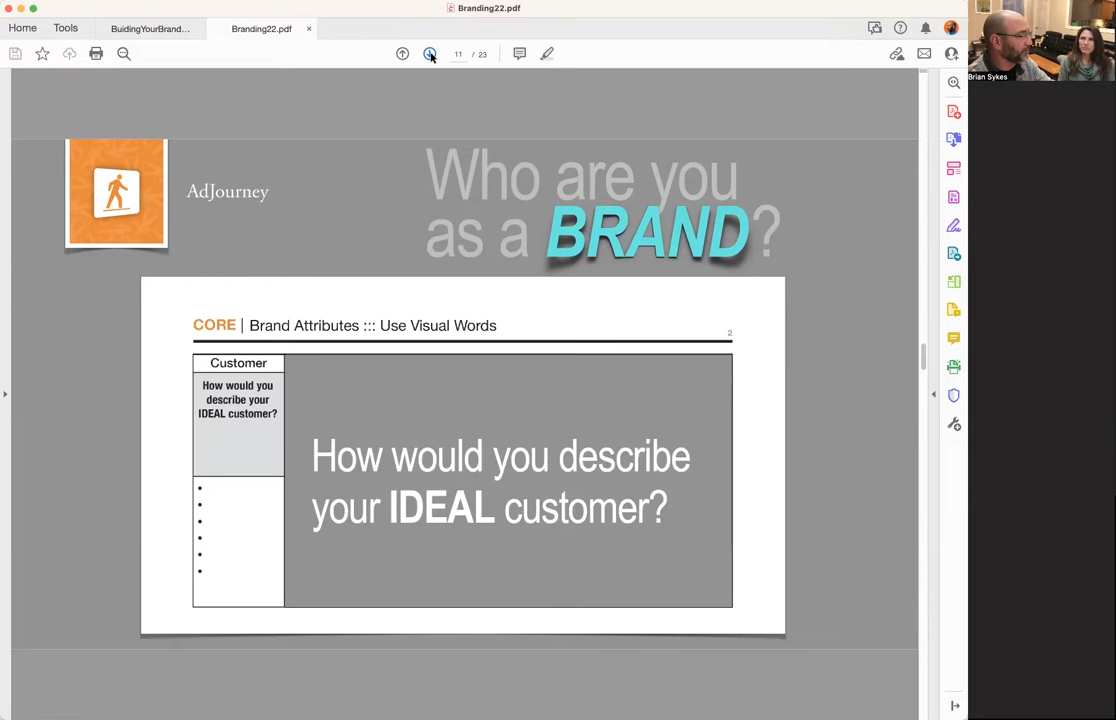 Branding22.pdf
Home
Tools
BuidingYourBrand...
Branding22.pdf
×
11 / 23
Brian Sykes
AdJourney
Who are you
as a BRAND?
CORE | Brand Attributes ::: Use Visual Words
2
Customer
How would you
describe your
IDEAL customer?
How would you describe
your IDEAL customer?